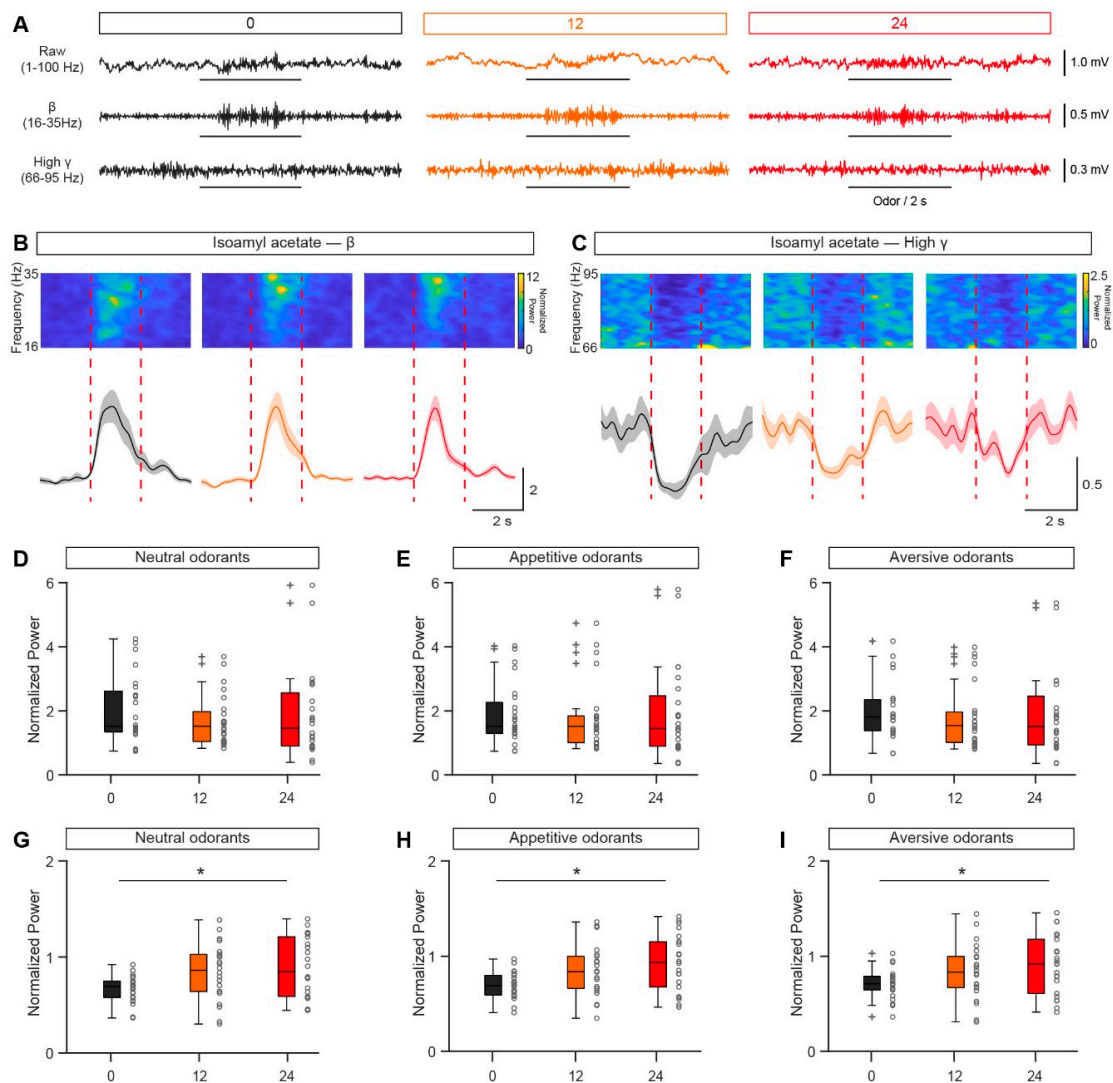 A
0
12
24
Raw
(1-100 Hz)
1.0 mV
β
(16-35Hz)
0.5 mV
High γ
(66-95 Hz)
0.3 mV
Odor / 2 s
B
Isoamyl acetate — β
C
Isoamyl acetate — High γ
Frequency (Hz)
35
16
12
0
Normalized
Power
2
2 s
Frequency (Hz)
95
66
2.5
0
Normalized
Power
0.5
2 s
D
Neutral odorants
Normalized Power
6
4
2
0
0 12 24
E
Appetitive odorants
Normalized Power
6
4
2
0
0 12 24
F
Aversive odorants
Normalized Power
6
4
2
0
0 12 24
G
Neutral odorants
Normalized Power
2
1
0
*
0 12 24
H
Appetitive odorants
Normalized Power
2
1
0
*
0 12 24
I
Aversive odorants
Normalized Power
2
1
0
*
0 12 24